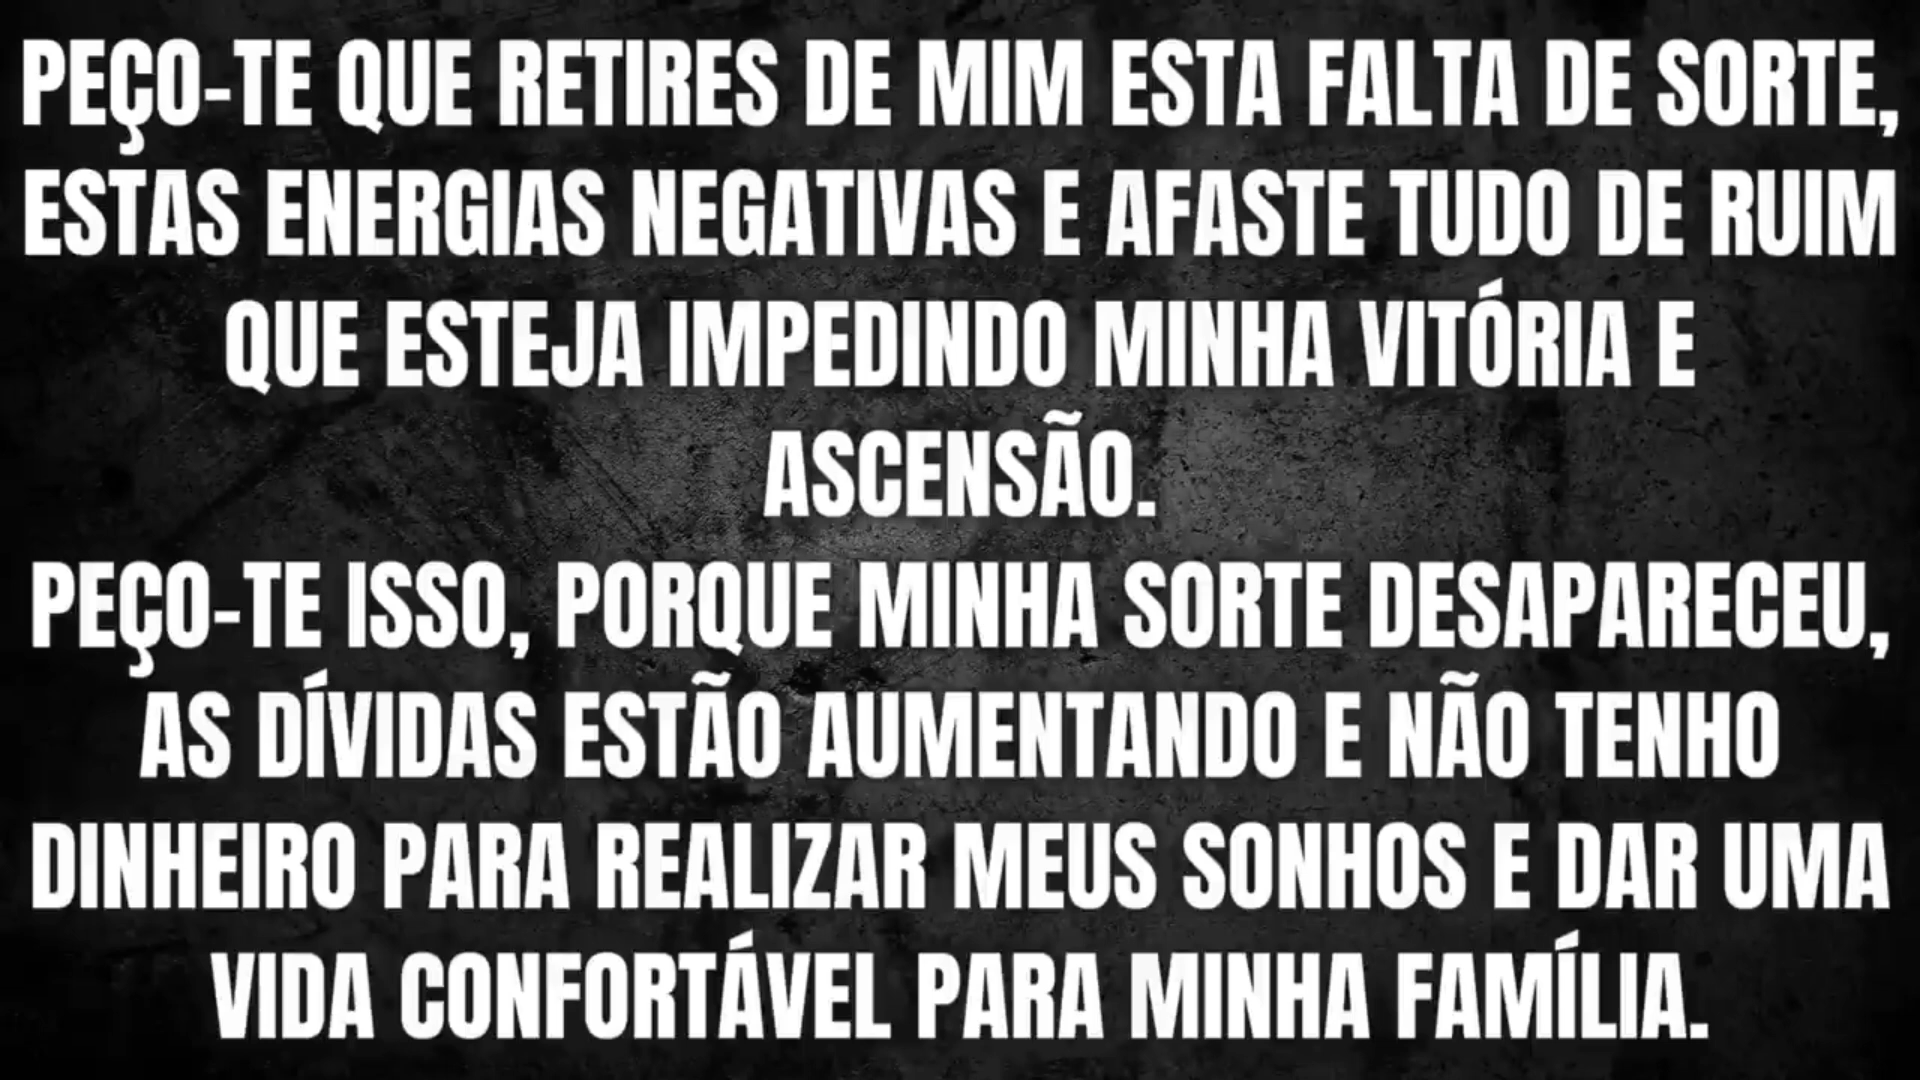 PEÇO-TE QUE RETIRES DE MIM ESTA FALTA DE SORTE,
ESTAS ENERGIAS NEGATIVAS E AFASTE TUDO DE RUIM
QUE ESTEJA IMPEDINDO MINHA VITÓRIA E
ASCENSÃO.
PEÇO-TE ISSO, PORQUE MINHA SORTE DESAPARECEU,
AS DÍVIDAS ESTÃO AUMENTANDO E NÃO TENHO
DINHEIRO PARA REALIZAR MEUS SONHOS E DAR UMA
VIDA CONFORTÁVEL PARA MINHA FAMÍLIA.